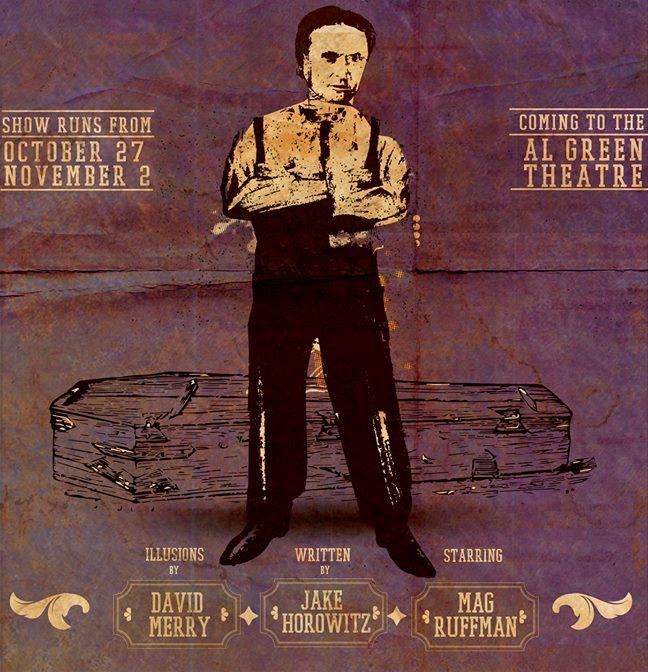 SHOW RUNS FROM
OCTOBER 27
NOVEMBER 2
COMING TO THE
AL GREEN
THEATRE
ILLUSIONS
BY
DAVID
MERRY
WRITTEN
BY
JAKE
HOROWITZ
STARRING
MAG
RUFFMAN